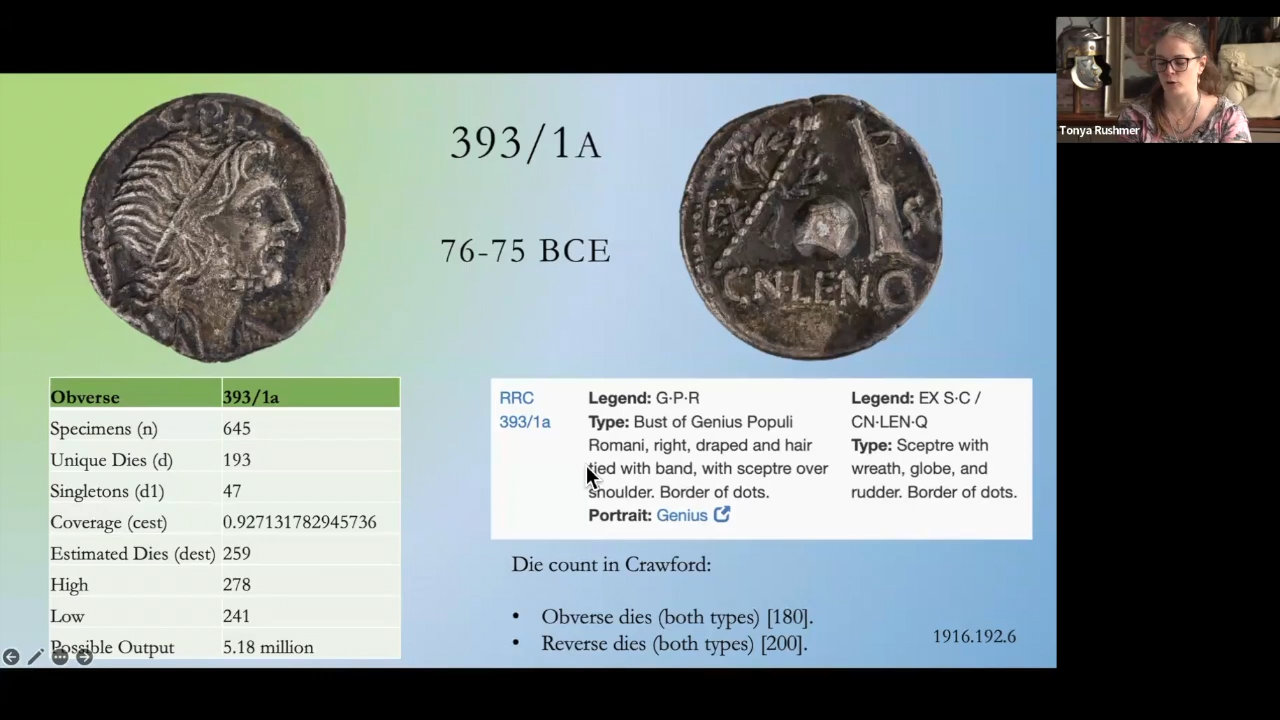 Tonya Rushmer
393/1A
76-75 BCE
G·P·R
EX S·C
CN·LEN·Q
Obverse 393/1a
Specimens (n) 645
Unique Dies (d) 193
Singletons (d1) 47
Coverage (cest) 0.927131782945736
Estimated Dies (dest) 259
High 278
Low 241
Possible Output 5.18 million
RRC
393/1a
Legend: G·P·R
Type: Bust of Genius Populi
Romani, right, draped and hair
tied with band, with sceptre over
shoulder. Border of dots.
Portrait: Genius
Legend: EX S·C /
CN·LEN·Q
Type: Sceptre with
wreath, globe, and
rudder. Border of dots.
Die count in Crawford:
• Obverse dies (both types) [180].
• Reverse dies (both types) [200].
1916.192.6